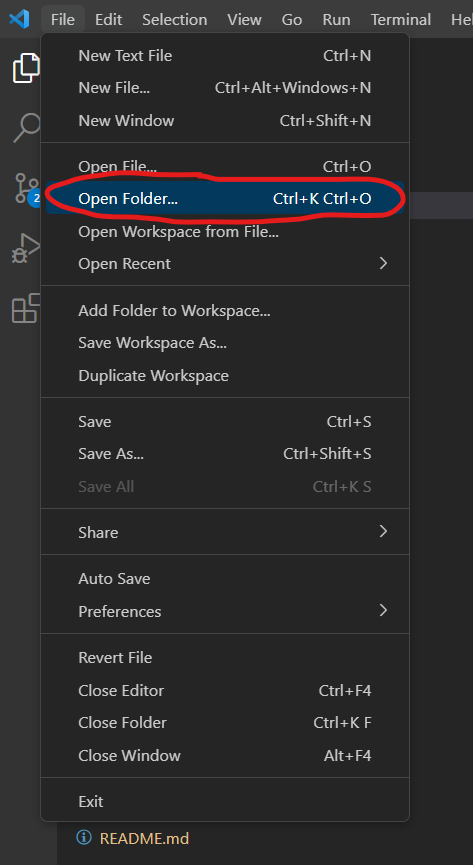 File Edit Selection View Go Run Terminal
New Text File Ctrl+N
New File... Ctrl+Alt+Windows+N
New Window Ctrl+Shift+N
Open File... Ctrl+O
Open Folder... Ctrl+K Ctrl+O
Open Workspace from File...
Open Recent
Add Folder to Workspace...
Save Workspace As...
Duplicate Workspace
Save Ctrl+S
Save As... Ctrl+Shift+S
Save All Ctrl+K S
Share
Auto Save
Preferences
Revert File
Close Editor Ctrl+F4
Close Folder Ctrl+K F
Close Window Alt+F4
Exit
2
README.md